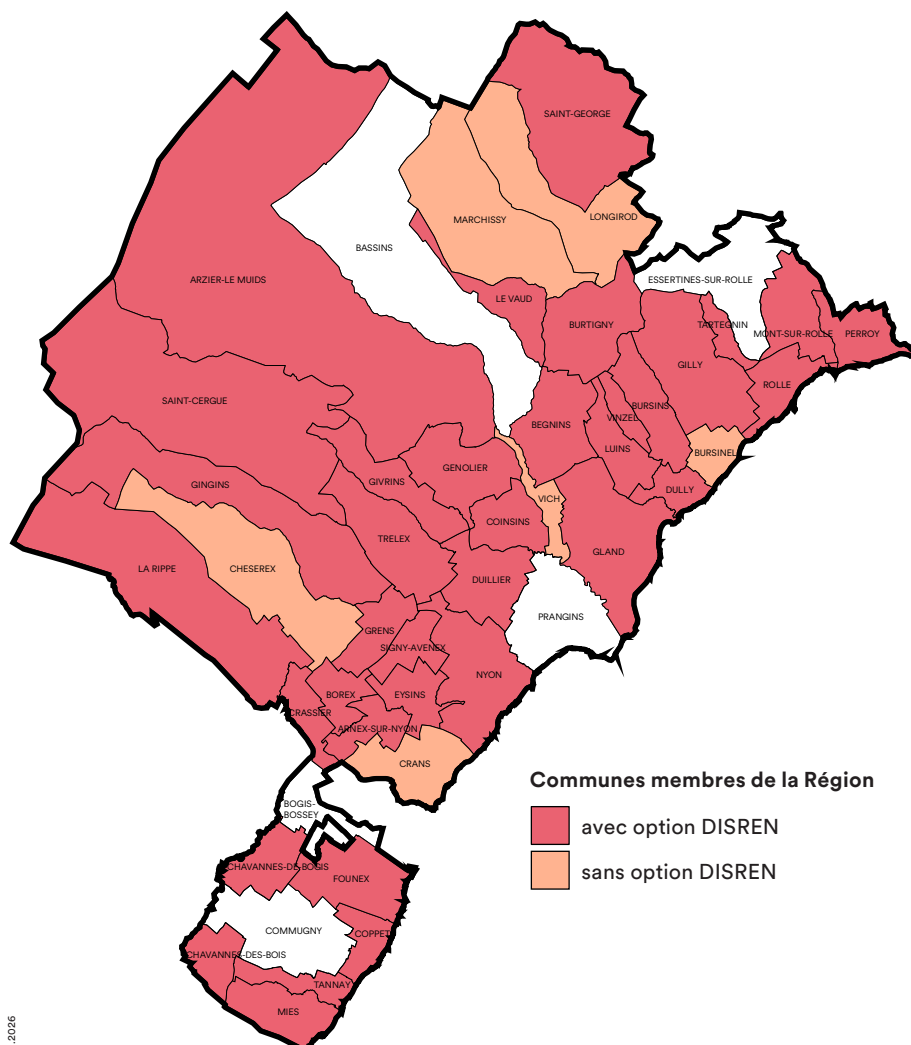 SAINT-GEORGE
MARCHISSY
LONGIROD
BASSINS
ARZIER-LE MUIDS
ESSERTINES-SUR-ROLLE
LE VAUD
BURTIGNY
TARTEGNIN
MONT-SUR-ROLLE
PERROY
GILLY
ROLLE
SAINT-CERGUE
BURSINS
VINZEL
BEGNINS
LUINS
BURSINEL
GENOLIER
GIVRINS
GINGINS
DULLY
VICH
COINSINS
TRELEX
GLAND
LA RIPPE
CHESEREX
DUILLIER
PRANGINS
GRENS
SIGNY-AVENEX
NYON
BOREX
EYSINS
CRASSIER
ARNEX-SUR-NYON
CRANS
Communes membres de la Région
avec option DISREN
sans option DISREN
BOGIS-
BOSSEY
CHAVANNES-DE-BOGIS
FOUNEX
COMMUGNY
COPPET
CHAVANNES-DES-BOIS
TANNAY
MIES
.2026